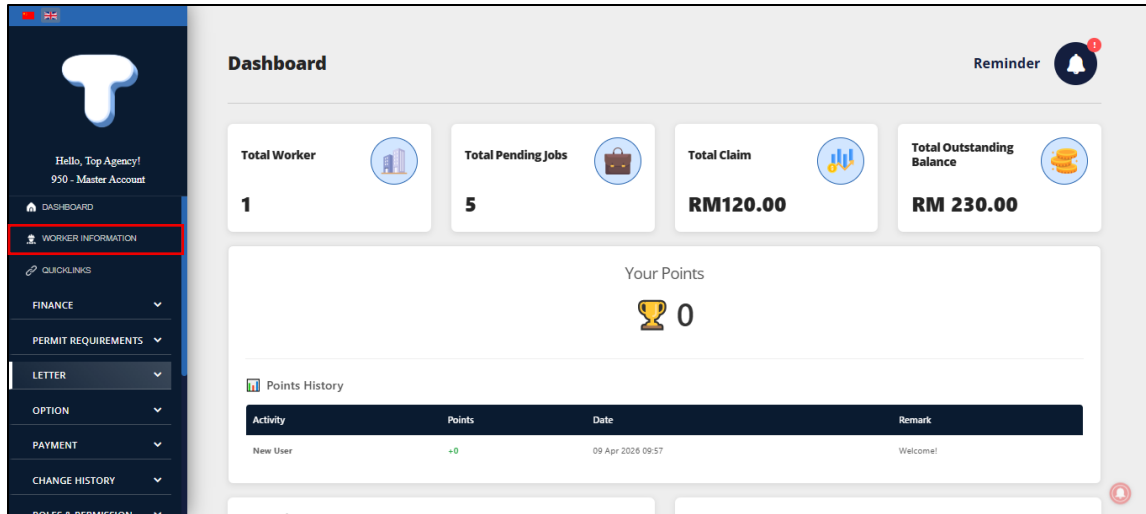 Hello, Top Agency!
950 - Master Account
DASHBOARD
WORKER INFORMATION
QUICKLINKS
FINANCE
PERMIT REQUIREMENTS
LETTER
OPTION
PAYMENT
CHANGE HISTORY
ROLES & PERMISSION
Dashboard
Reminder
!
Total Worker
1
Total Pending Jobs
5
Total Claim
RM120.00
Total Outstanding
Balance
RM 230.00
Your Points
0
Points History
Activity Points Date Remark
New User +0 09 Apr 2026 09:57 Welcome!